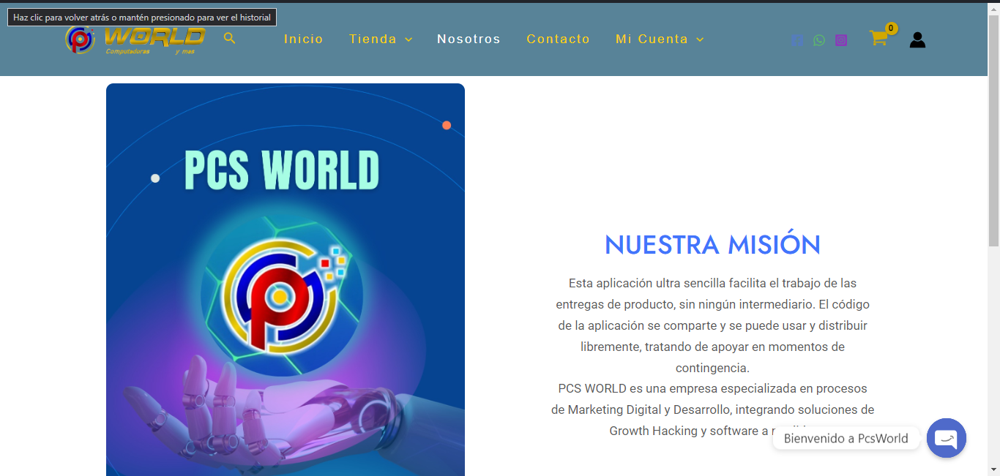 Haz clic para volver atrás o mantén presionado para ver el historial
WORLD
Computadoras y mas
Inicio
Tienda
Nosotros
Contacto
Mi Cuenta
0
PCS WORLD
NUESTRA MISIÓN
Esta aplicación ultra sencilla facilita el trabajo de las
entregas de producto, sin ningún intermediario. El código
de la aplicación se comparte y se puede usar y distribuir
libremente, tratando de apoyar en momentos de
contingencia.
PCS WORLD es una empresa especializada en procesos
de Marketing Digital y Desarrollo, integrando soluciones de
Growth Hacking y software a
Bienvenido a PcsWorld